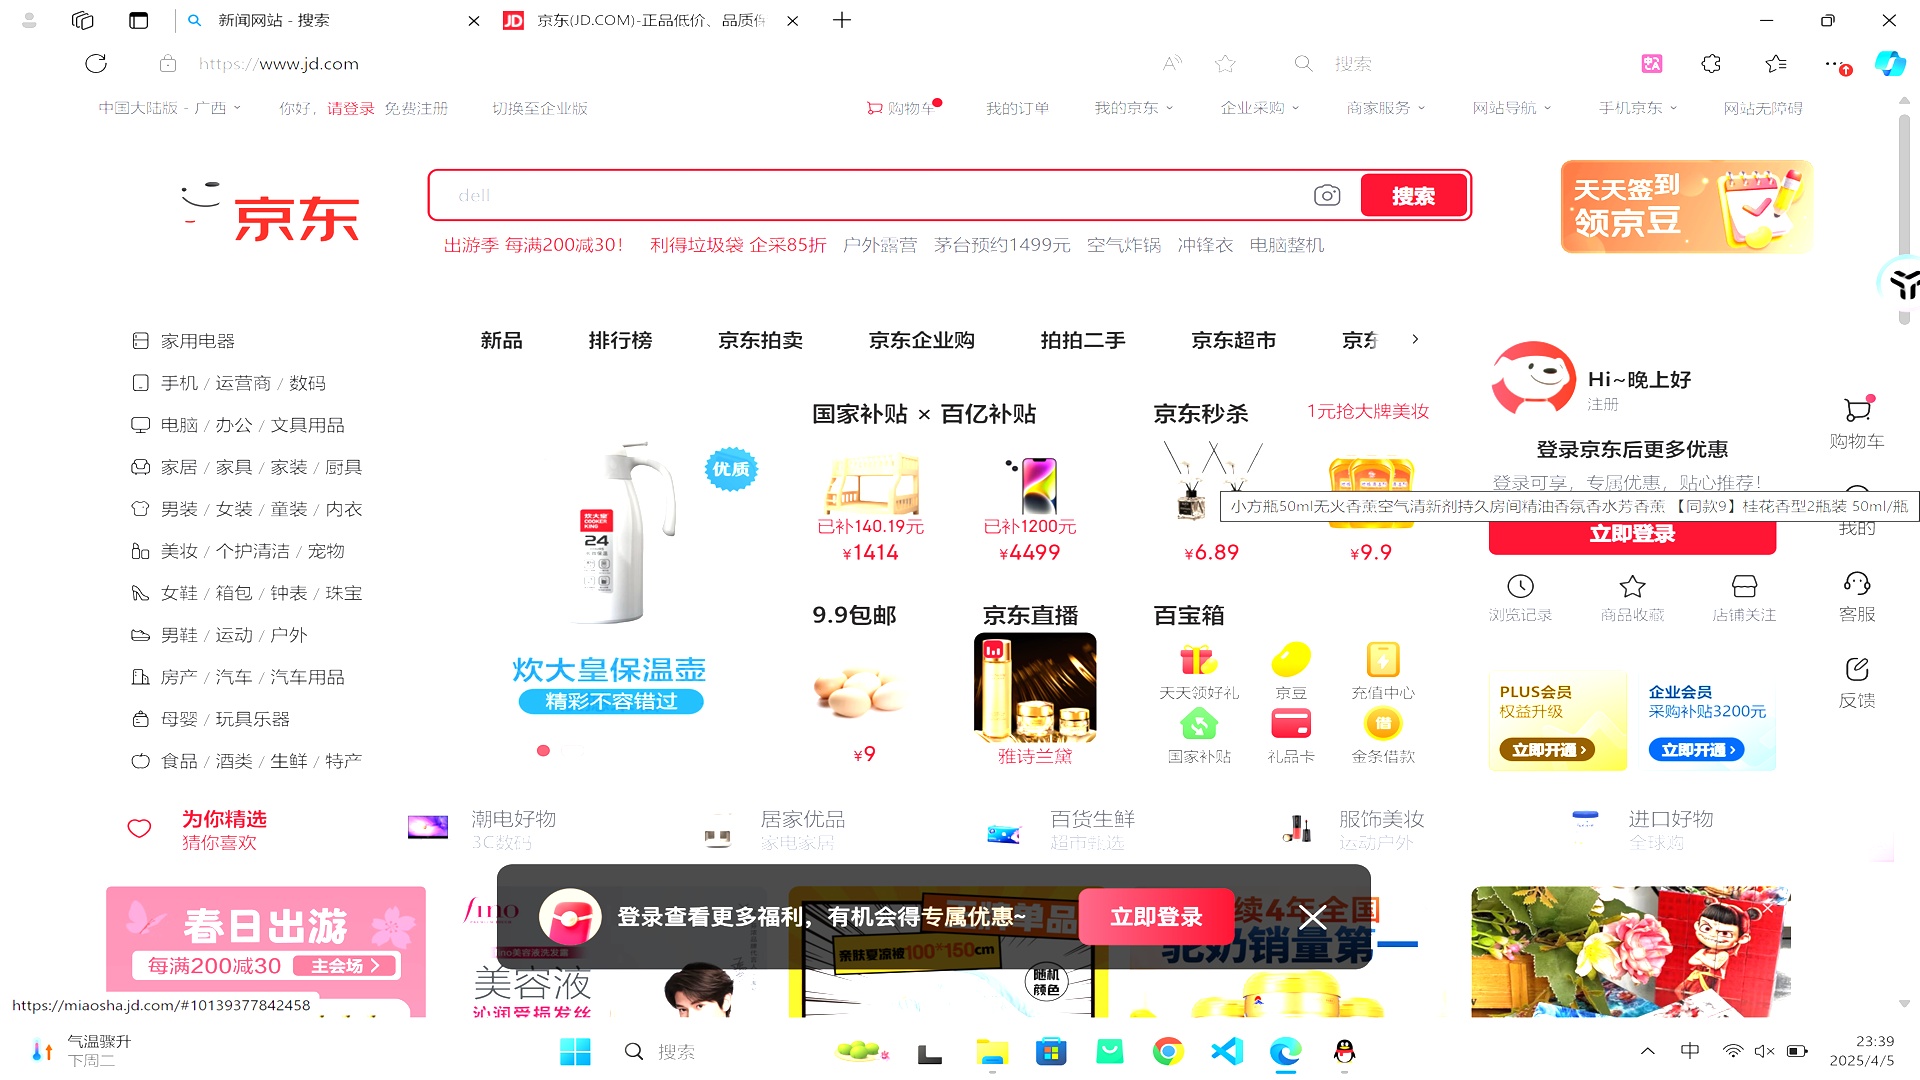 新闻网站 - 搜索
京东(JD.COM)-正品低价、品质
https://www.jd.com
搜索
中国大陆版 - 广西
你好，请登录 免费注册
切换至企业版
购物车
我的订单
我的京东
企业采购
商家服务
网站导航
手机京东
网站无障碍
京东
dell
搜索
天天签到
领京豆
出游季 每满200减30！
利得垃圾袋 企采85折
户外露营
茅台预约1499元
空气炸锅
冲锋衣
电脑整机
家用电器
手机 / 运营商 / 数码
电脑 / 办公 / 文具用品
家居 / 家具 / 家装 / 厨具
男装 / 女装 / 童装 / 内衣
美妆 / 个护清洁 / 宠物
女鞋 / 箱包 / 钟表 / 珠宝
男鞋 / 运动 / 户外
房产 / 汽车 / 汽车用品
母婴 / 玩具乐器
食品 / 酒类 / 生鲜 / 特产
新品
排行榜
京东拍卖
京东企业购
拍拍二手
京东超市
京东
优质
炊大皇
COOKER KING
24
炊大皇保温壶
精彩不容错过
国家补贴 × 百亿补贴
已补140.19元
¥1414
已补1200元
¥4499
京东秒杀
1元抢大牌美妆
¥6.89
¥9.9
小方瓶50ml无火香薰空气清新剂持久房间精油香氛香水芳香薰 【同款9】桂花香型2瓶装 50ml/瓶
9.9包邮
¥9
京东直播
雅诗兰黛
百宝箱
天天领好礼
京豆
充值中心
国家补贴
礼品卡
借
金条借款
Hi~晚上好
注册
登录京东后更多优惠
登录可享，专属优惠，贴心推荐！
立即登录
浏览记录
商品收藏
店铺关注
PLUS会员
权益升级
立即开通 ›
企业会员
采购补贴3200元
立即开通 ›
购物车
我的
客服
反馈
为你精选
猜你喜欢
潮电好物
3C数码
居家优品
家电家居
百货生鲜
超市甄选
服饰美妆
运动户外
进口好物
全球购
春日出游
每满200减30
主会场 >
fino
美容液
沁润受损发丝
单品
亲肤夏凉被100*150cm
随机
颜色
续4年全国
驼奶销量第一
登录查看更多福利，有机会得专属优惠~
立即登录
https://miaosha.jd.com/#10139377842458
气温骤升
下周二
搜索
中
23:39
2025/4/5